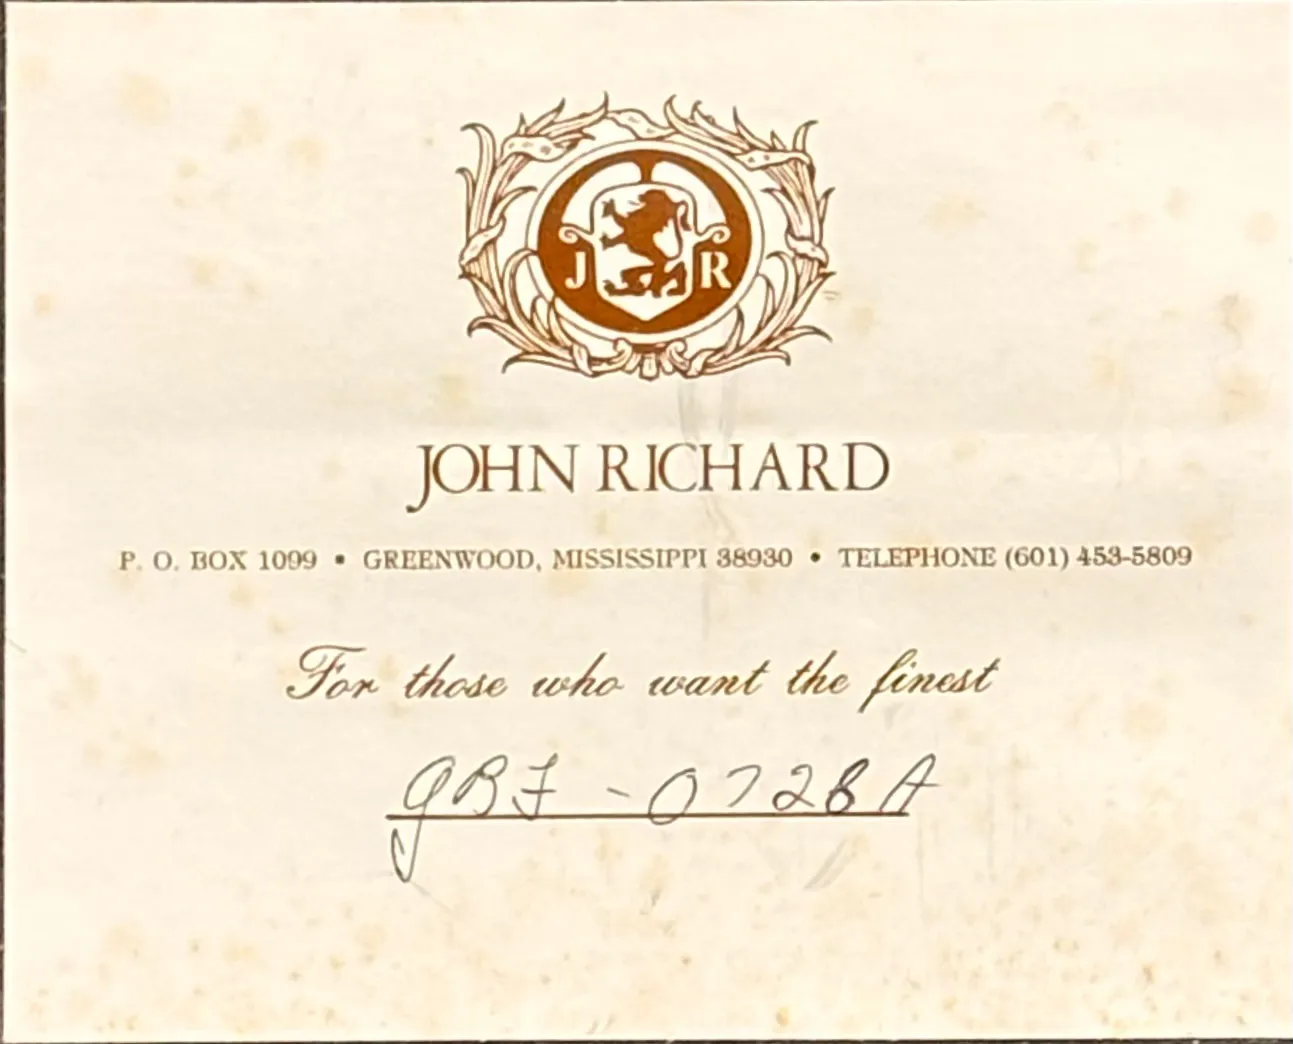 J R
JOHN RICHARD
P. O. BOX 1099 • GREENWOOD, MISSISSIPPI 38930 • TELEPHONE (601) 453-5809
For those who want the finest
GBF - 0728A